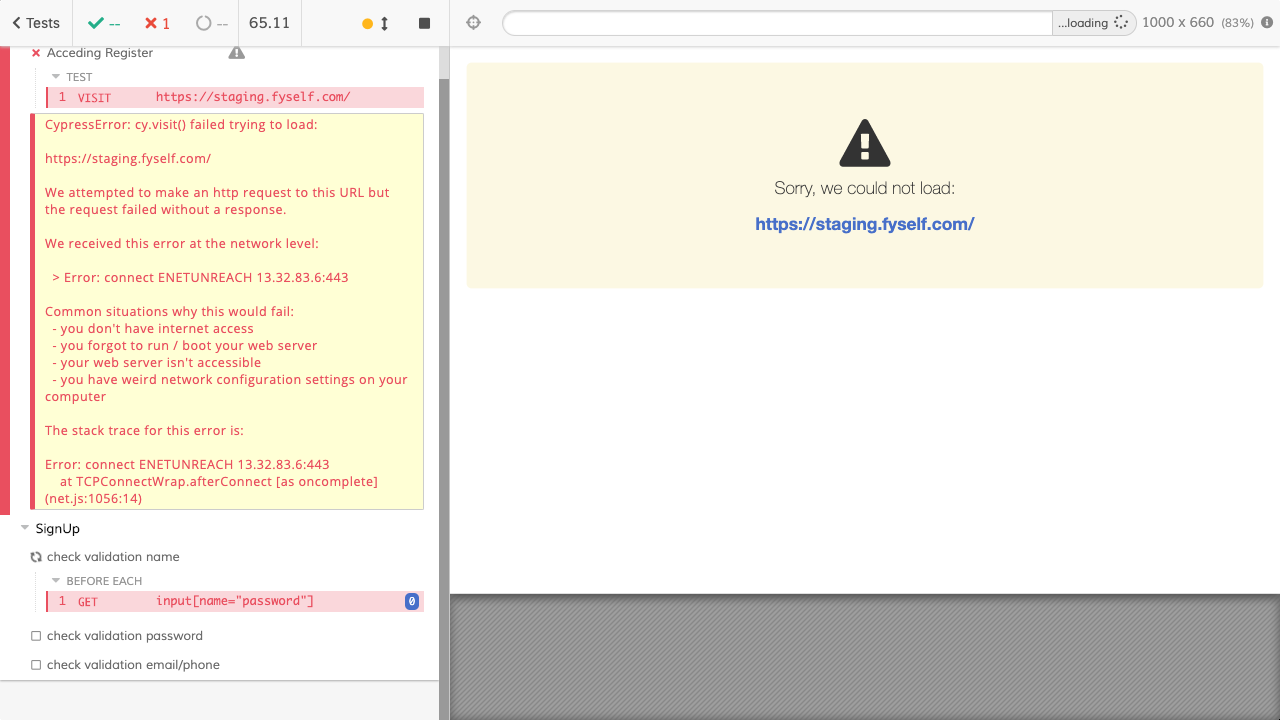 Tests
--
1
--
65.11
...loading
1000 x 660 (83%)
Acceding Register
TEST
1 VISIT https://staging.fyself.com/
CypressError: cy.visit() failed trying to load:
https://staging.fyself.com/
We attempted to make an http request to this URL but
the request failed without a response.
We received this error at the network level:
> Error: connect ENETUNREACH 13.32.83.6:443
Common situations why this would fail:
- you don't have internet access
- you forgot to run / boot your web server
- your web server isn't accessible
- you have weird network configuration settings on your
computer
The stack trace for this error is:
Error: connect ENETUNREACH 13.32.83.6:443
at TCPConnectWrap.afterConnect [as oncomplete]
(net.js:1056:14)
SignUp
check validation name
BEFORE EACH
1 GET input[name="password"] 0
check validation password
check validation email/phone
Sorry, we could not load:
https://staging.fyself.com/